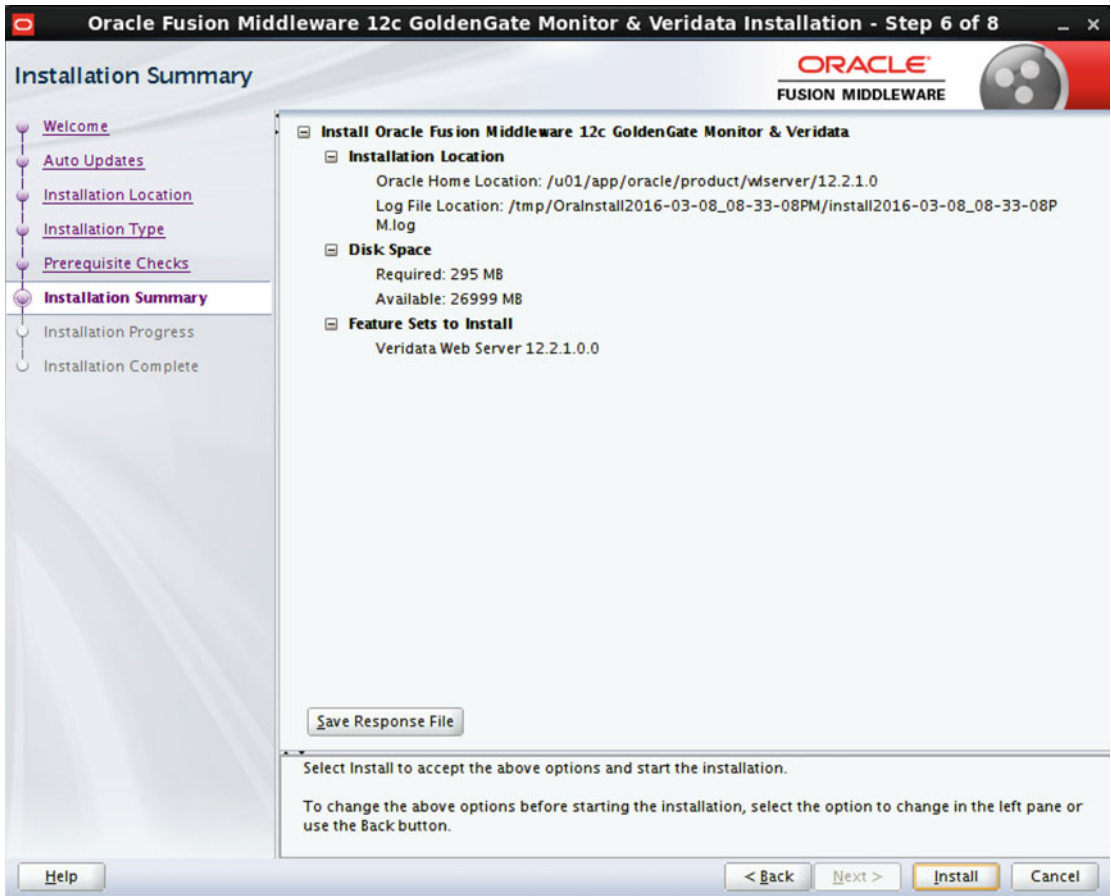 Oracle Fusion Middleware 12c GoldenGate Monitor & Veridata Installation - Step 6 of 8
Installation Summary
ORACLE
FUSION MIDDLEWARE
Welcome
Auto Updates
Installation Location
Installation Type
Prerequisite Checks
Installation Summary
Installation Progress
Installation Complete
Install Oracle Fusion Middleware 12c GoldenGate Monitor & Veridata
Installation Location
Oracle Home Location: /u01/app/oracle/product/wlserver/12.2.1.0
Log File Location: /tmp/OraInstall2016-03-08_08-33-08PM/install2016-03-08_08-33-08P
M.log
Disk Space
Required: 295 MB
Available: 26999 MB
Feature Sets to Install
Veridata Web Server 12.2.1.0.0
Save Response File
Select Install to accept the above options and start the installation.
To change the above options before starting the installation, select the option to change in the left pane or
use the Back button.
Help
< Back
Next >
Install
Cancel